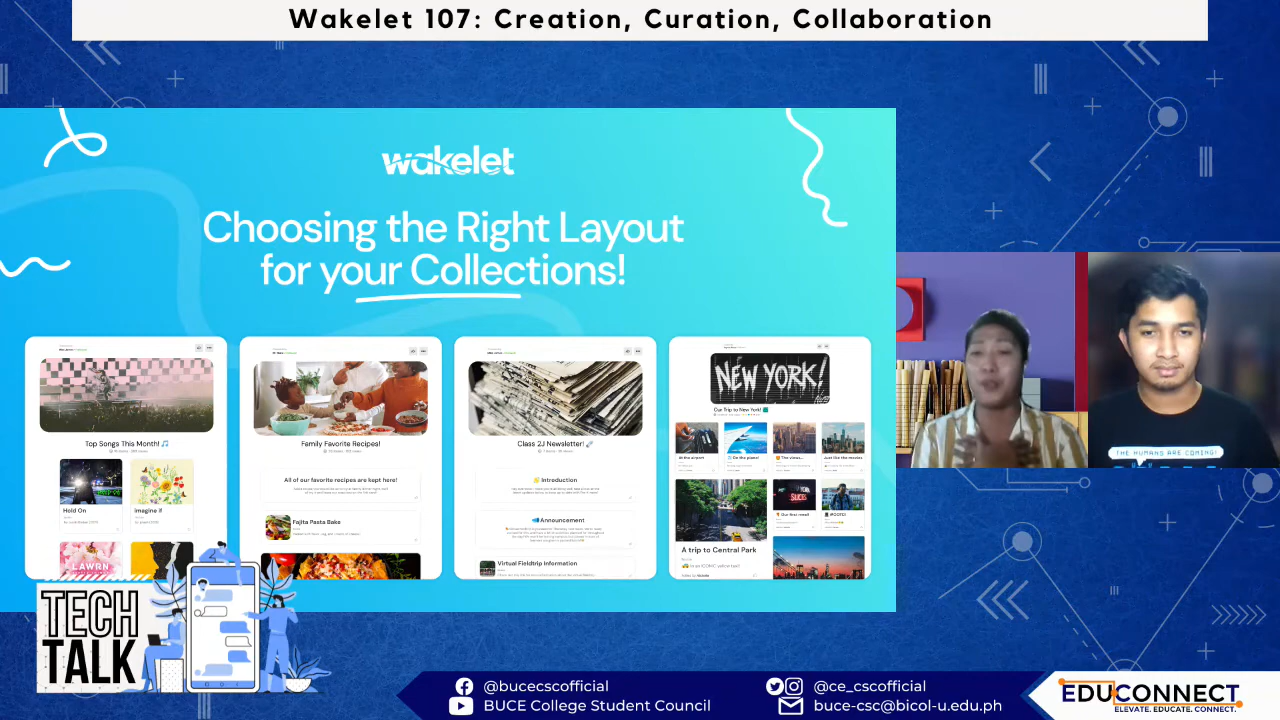 Wakelet 107: Creation, Curation, Collaboration
wakelet
Choosing the Right Layout
for your Collections!
Top Songs This Month! 🎵
Hold On
Imagine if
LAWRN
Family Favorite Recipes!
All of our favorite recipes are kept here!
Fajita Pasta Bake
Class 2J Newsletter! 🗞️
Introduction
📢Announcement
Virtual Fieldtrip Information
NEW YORK!
Our Trip to New York!
At the airport
On the plane!
The views...
Just like the movies
A trip to Central Park
Our first meal!
#OOTD!
THE HUMANS ARE COMING!
TECH
TALK
@bucecscofficial
BUCE College Student Council
@ce_cscofficial
buce-csc@bicol-u.edu.ph
EDUCONNECT
ELEVATE. EDUCATE. CONNECT.